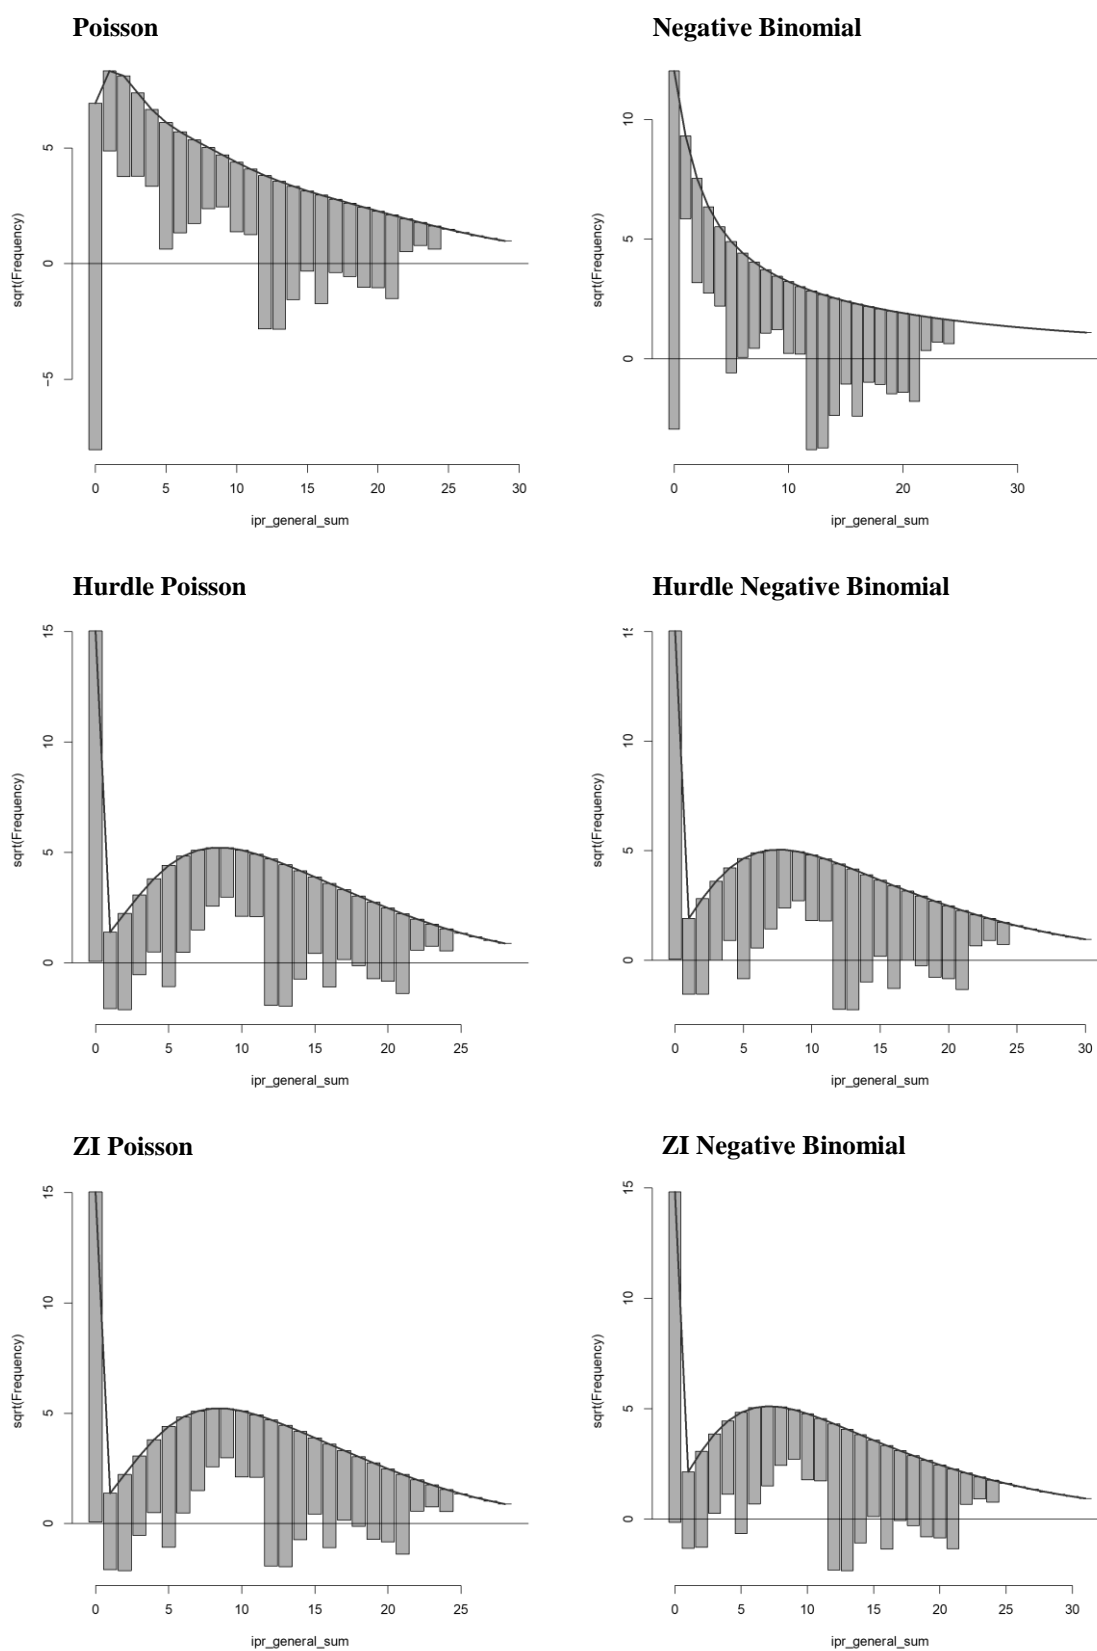 Poisson
Negative Binomial
5
0
−5
sqrt(Frequency)
0 5 10 15 20 25 30
ipr_general_sum
10
5
0
sqrt(Frequency)
0 10 20 30
ipr_general_sum
Hurdle Poisson
Hurdle Negative Binomial
15
10
5
0
sqrt(Frequency)
0 5 10 15 20 25
ipr_general_sum
10
5
0
sqrt(Frequency)
0 5 10 15 20 25 30
ipr_general_sum
ZI Poisson
ZI Negative Binomial
15
10
5
0
sqrt(Frequency)
0 5 10 15 20 25
ipr_general_sum
15
10
5
0
sqrt(Frequency)
0 5 10 15 20 25 30
ipr_general_sum